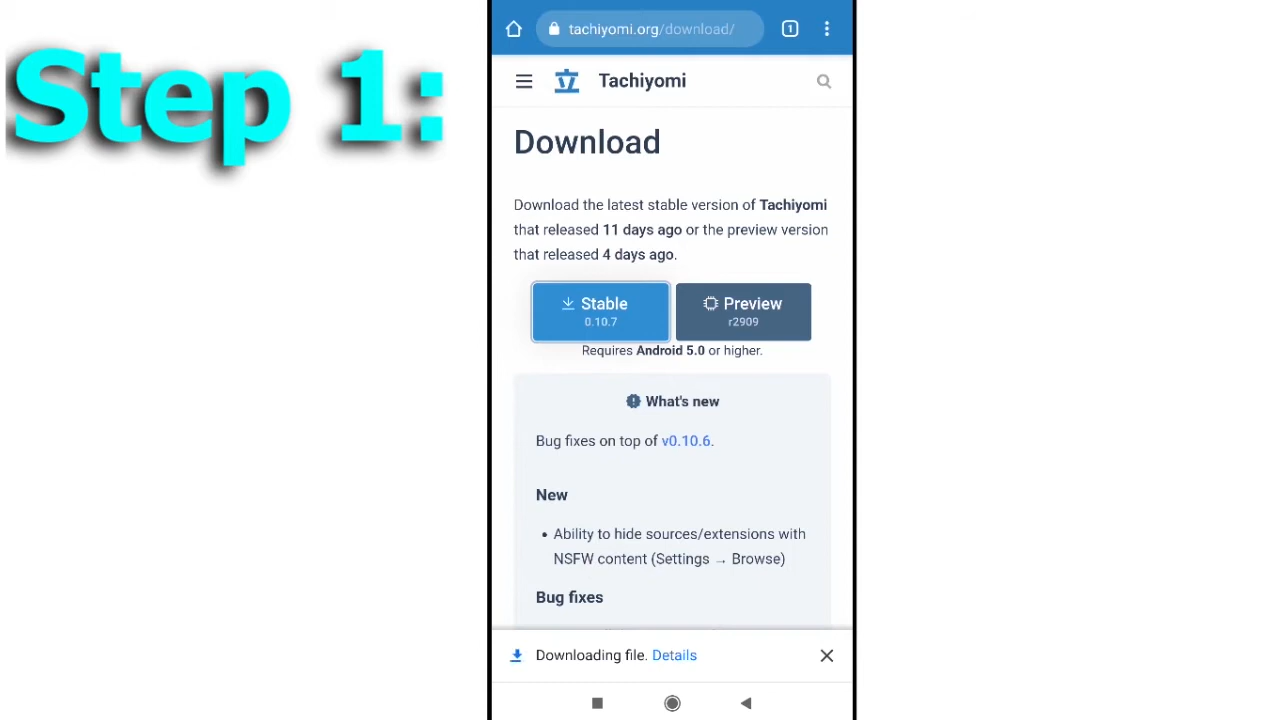 Step 1:
tachiyomi.org/download/
1
Tachiyomi
Download
Download the latest stable version of Tachiyomi
that released 11 days ago or the preview version
that released 4 days ago.
Stable
0.10.7
Preview
r2909
Requires Android 5.0 or higher.
What's new
Bug fixes on top of v0.10.6.
New
• Ability to hide sources/extensions with
NSFW content (Settings → Browse)
Bug fixes
Downloading file. Details